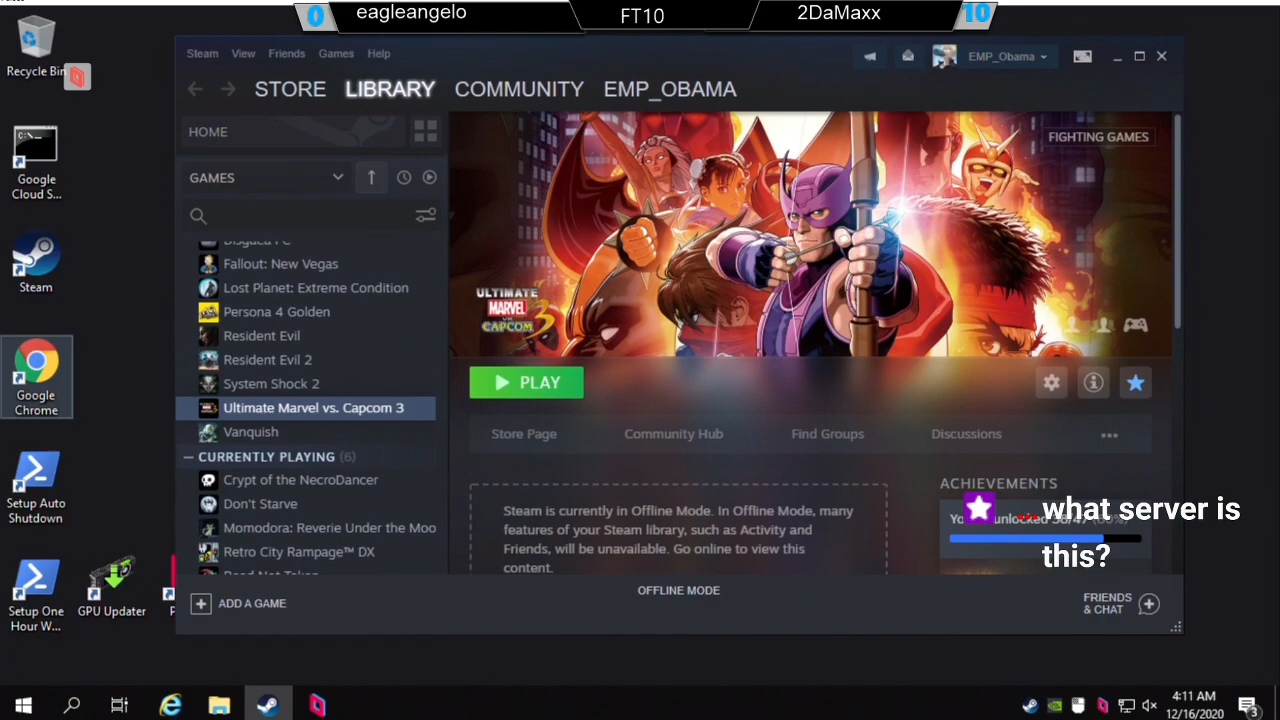 0
eagleangelo
FT10
2DaMaxx
10
Recycle Bin
Google
Cloud S...
Steam
Google
Chrome
Setup Auto
Shutdown
Setup One
Hour W...
GPU Updater
P
Steam View Friends Games Help
EMP_Obama
STORE LIBRARY COMMUNITY EMP_OBAMA
HOME
GAMES
Disgaea PC
Fallout: New Vegas
Lost Planet: Extreme Condition
Persona 4 Golden
Resident Evil
Resident Evil 2
System Shock 2
Ultimate Marvel vs. Capcom 3
Vanquish
CURRENTLY PLAYING (6)
Crypt of the NecroDancer
Don't Starve
Momodora: Reverie Under the Moo
Retro City Rampage™ DX
FIGHTING GAMES
ULTIMATE
MARVEL
VS.
CAPCOM
3
PLAY
Store Page Community Hub Find Groups Discussions
ACHIEVEMENTS
Steam is currently in Offline Mode. In Offline Mode, many
features of your Steam library, such as Activity and
Friends, will be unavailable. Go online to view this
content.
what server is
this?
ADD A GAME
OFFLINE MODE
FRIENDS
& CHAT
4:11 AM
12/16/2020
3